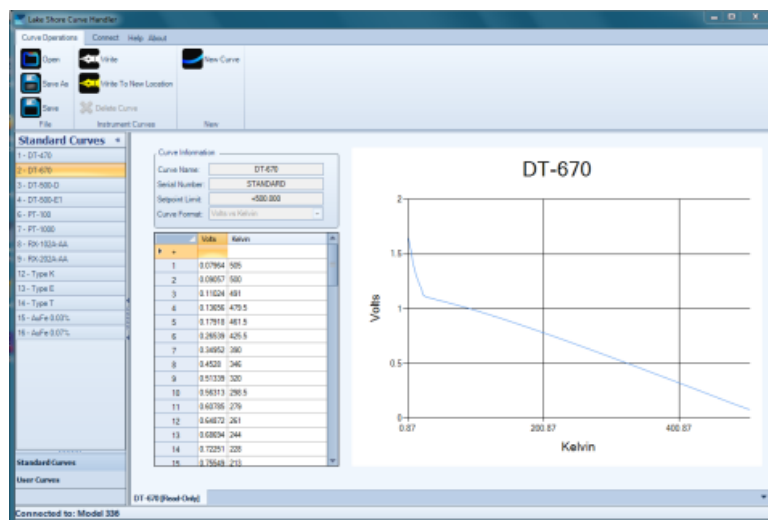 Lake Shore Curve Handler
Curve Operations Connect Help About
Open Write New Curve
Save As Write To New Location
Save Delete Curve
File Instrument Curves New
Standard Curves
1 - DT-470
2 - DT-670
3 - DT-500-D
4 - DT-500-E1
6 - PT-100
7 - PT-1000
8 - RX-102A-AA
9 - RX-202A-AA
12 - Type K
13 - Type E
14 - Type T
15 - AuFe 0.03%
16 - AuFe 0.07%
Standard Curves
User Curves
Curve Information
Curve Name: DT-670
Serial Number: STANDARD
Setpoint Limit: +500.000
Curve Format: Volts vs Kelvin
Volts Kelvin
+
1 0.07964 505
2 0.09057 500
3 0.11024 491
4 0.13656 479.5
5 0.17918 461.5
6 0.26539 425.5
7 0.34952 390
8 0.4520 346
9 0.51339 320
10 0.56313 298.5
11 0.60785 279
12 0.64872 261
13 0.68694 244
14 0.72251 228
15 0.75549 213
DT-670
Volts
2
1.5
1
0.5
0
0.87 200.87 400.87
Kelvin
DT-670 [Read-Only]
Connected to: Model 336